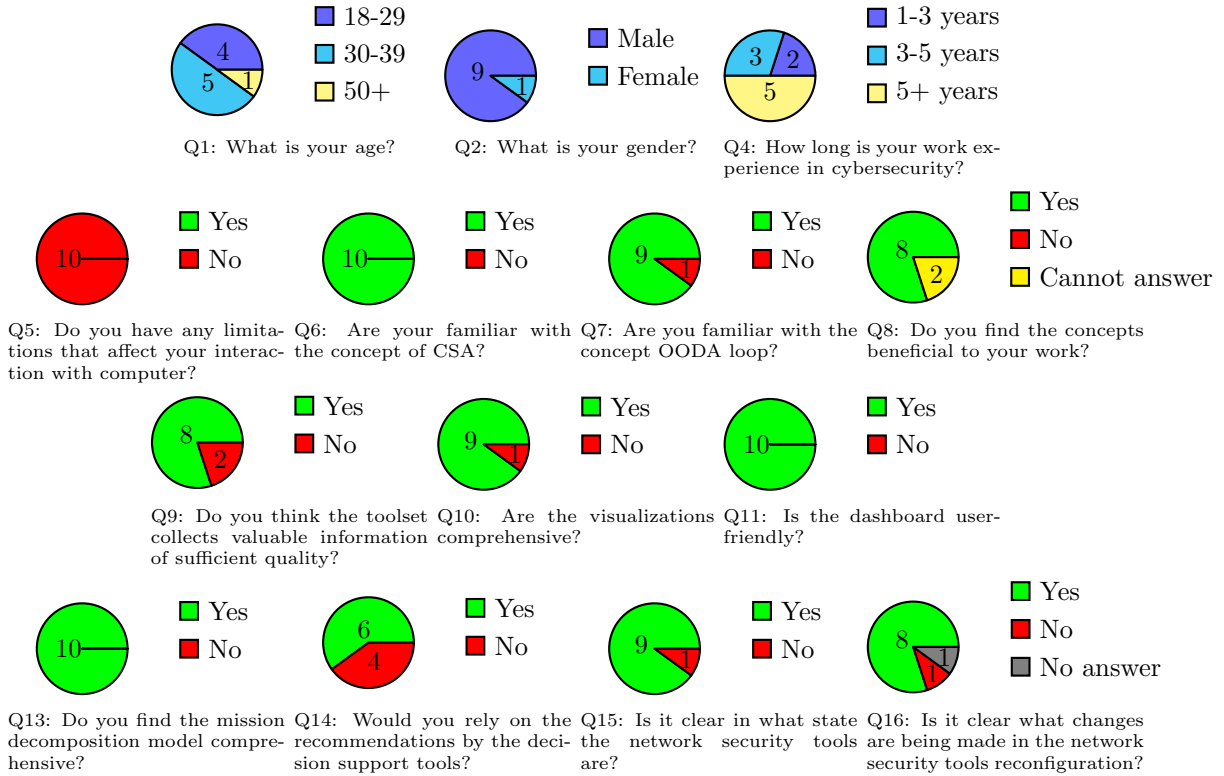 4
5
1
18-29
30-39
50+
Q1: What is your age?
9
1
Male
Female
Q2: What is your gender?
3
2
5
1-3 years
3-5 years
5+ years
Q4: How long is your work ex-
perience in cybersecurity?
10
Yes
No
Q5: Do you have any limita-
tions that affect your interac-
tion with computer?
10
Yes
No
Q6: Are your familiar with
the concept of CSA?
9
1
Yes
No
Q7: Are you familiar with the
concept OODA loop?
8
2
Yes
No
Cannot answer
Q8: Do you find the concepts
beneficial to your work?
8
2
Yes
No
Q9: Do you think the toolset
collects valuable information
of sufficient quality?
9
1
Yes
No
Q10: Are the visualizations
comprehensive?
10
Yes
No
Q11: Is the dashboard user-
friendly?
10
Yes
No
Q13: Do you find the mission
decomposition model compre-
hensive?
6
4
Yes
No
Q14: Would you rely on the
recommendations by the deci-
sion support tools?
9
1
Yes
No
Q15: Is it clear in what state
the network security tools
are?
8
1
1
Yes
No
No answer
Q16: Is it clear what changes
are being made in the network
security tools reconfiguration?